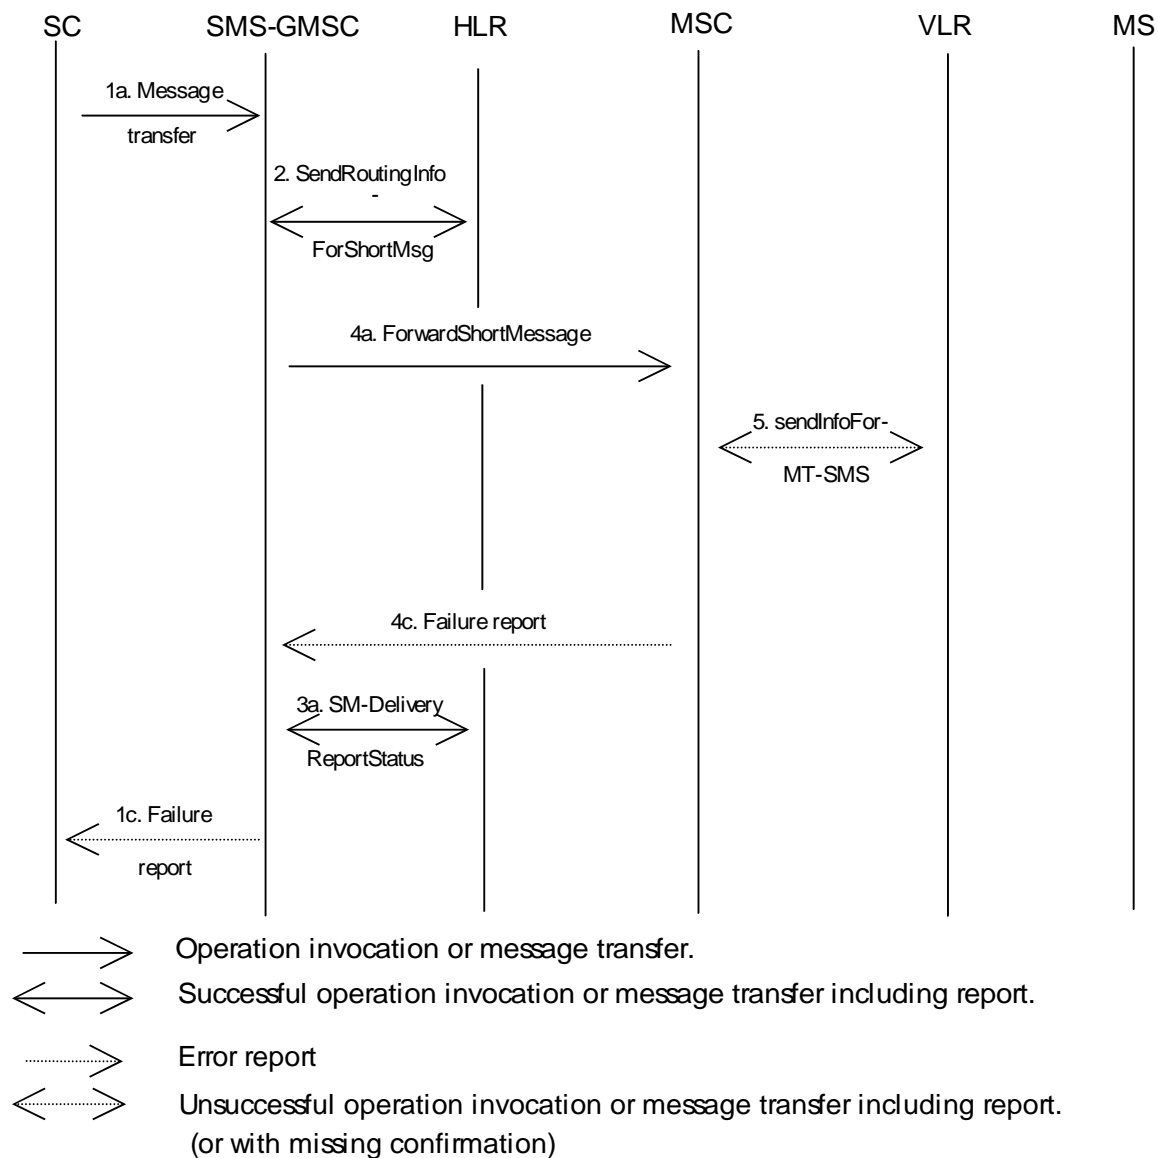 SC SMS-GMSC HLR MSC VLR MS
1a. Message
transfer
2. SendRoutingInfo
-
ForShortMsg
4a. ForwardShortMessage
5. sendInfoFor-
MT-SMS
4c. Failure report
3a. SM-Delivery
ReportStatus
1c. Failure
report
Operation invocation or message transfer.
Successful operation invocation or message transfer including report.
Error report
Unsuccessful operation invocation or message transfer including report.
(or with missing confirmation)